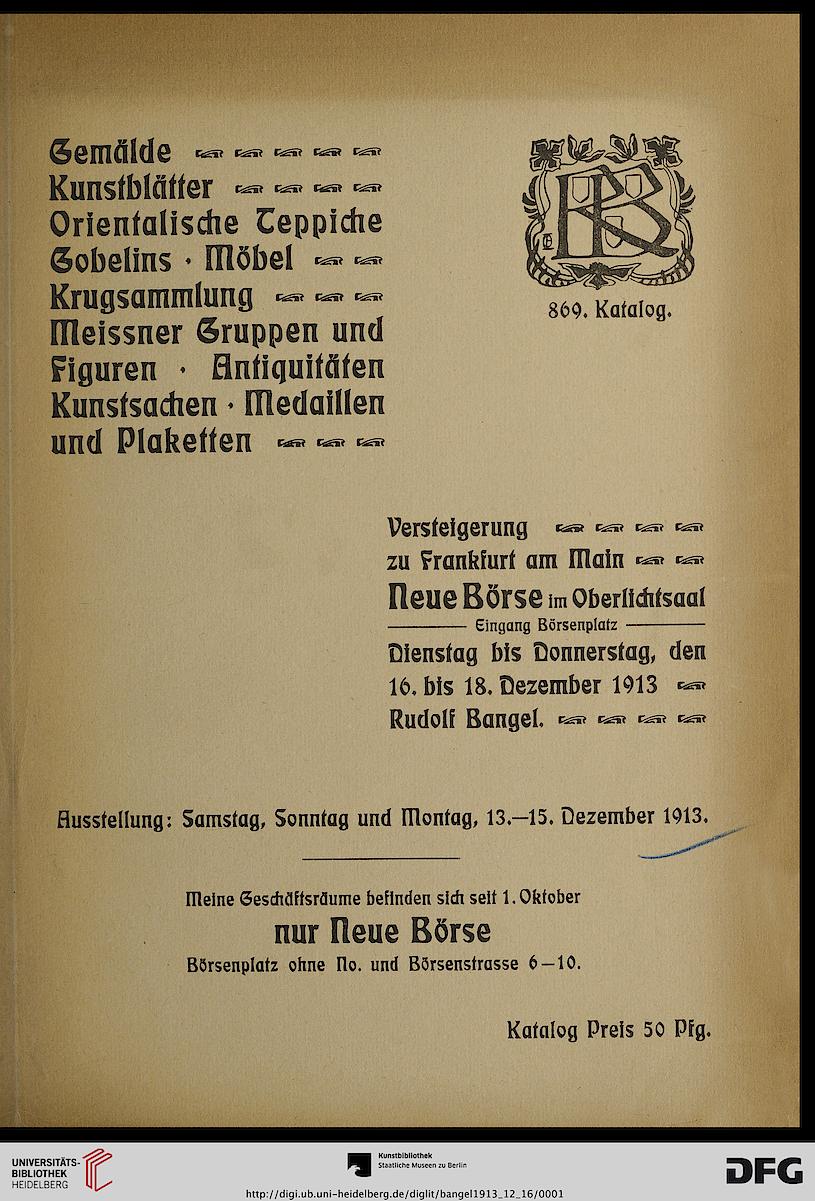 Gemälde
Kunstblätter
Orientalische Teppiche
Gobelins · Möbel
Krugsammlung
Meissner Gruppen und
Figuren · Antiquitäten
Kunstsachen · Medaillen
und Plaketten
RB
869. Katalog.
Versteigerung
zu Frankfurt am Main
Neue Börse im Oberlichtsaal
Eingang Börsenplatz
Dienstag bis Donnerstag, den
16. bis 18. Dezember 1913
Rudolf Bangel.
Ausstellung: Samstag, Sonntag und Montag, 13.—15. Dezember 1913.
Meine Geschäftsräume befinden sich seit 1. Oktober
nur Neue Börse
Börsenplatz ohne No. und Börsenstrasse 6—10.
Katalog Preis 50 Pfg.
UNIVERSITÄTS-
BIBLIOTHEK
HEIDELBERG
Kunstbibliothek
Staatliche Museen zu Berlin
DFG
http://digi.ub.uni-heidelberg.de/diglit/bangel1913_12_16/0001